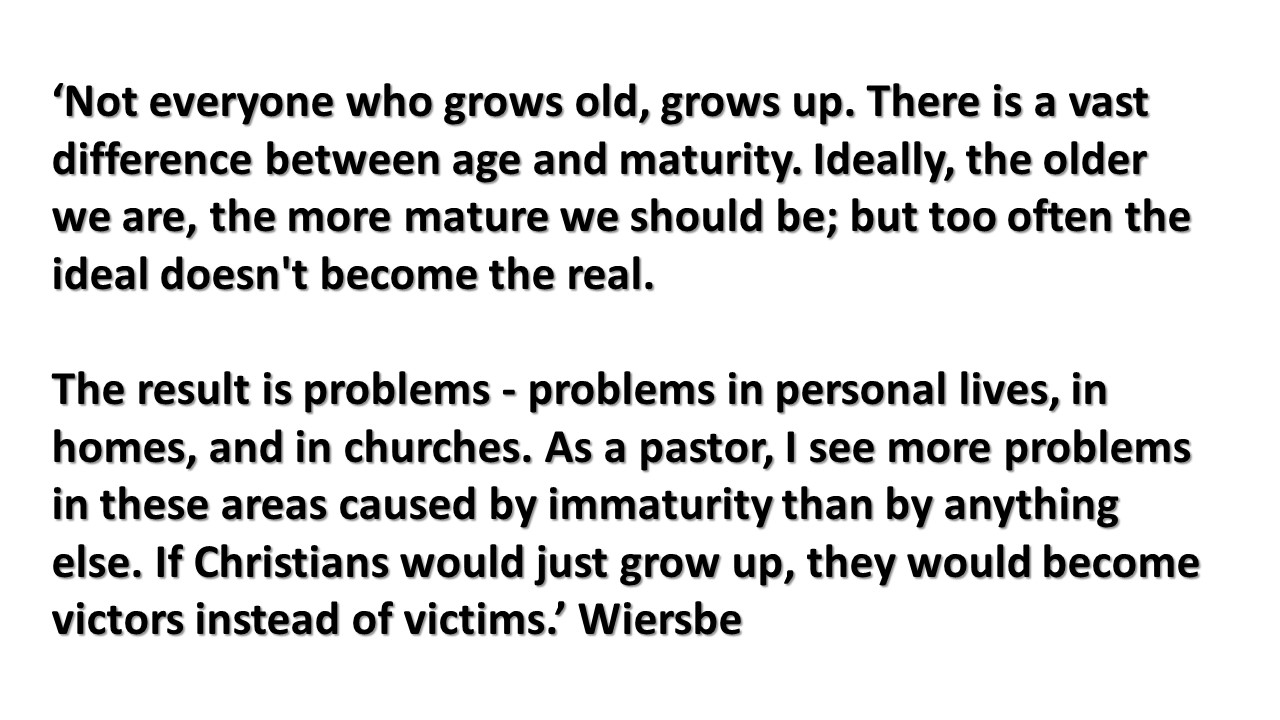 ‘Not everyone who grows old, grows up. There is a vast
difference between age and maturity. Ideally, the older
we are, the more mature we should be; but too often the
ideal doesn't become the real.
The result is problems - problems in personal lives, in
homes, and in churches. As a pastor, I see more problems
in these areas caused by immaturity than by anything
else. If Christians would just grow up, they would become
victors instead of victims.’ Wiersbe